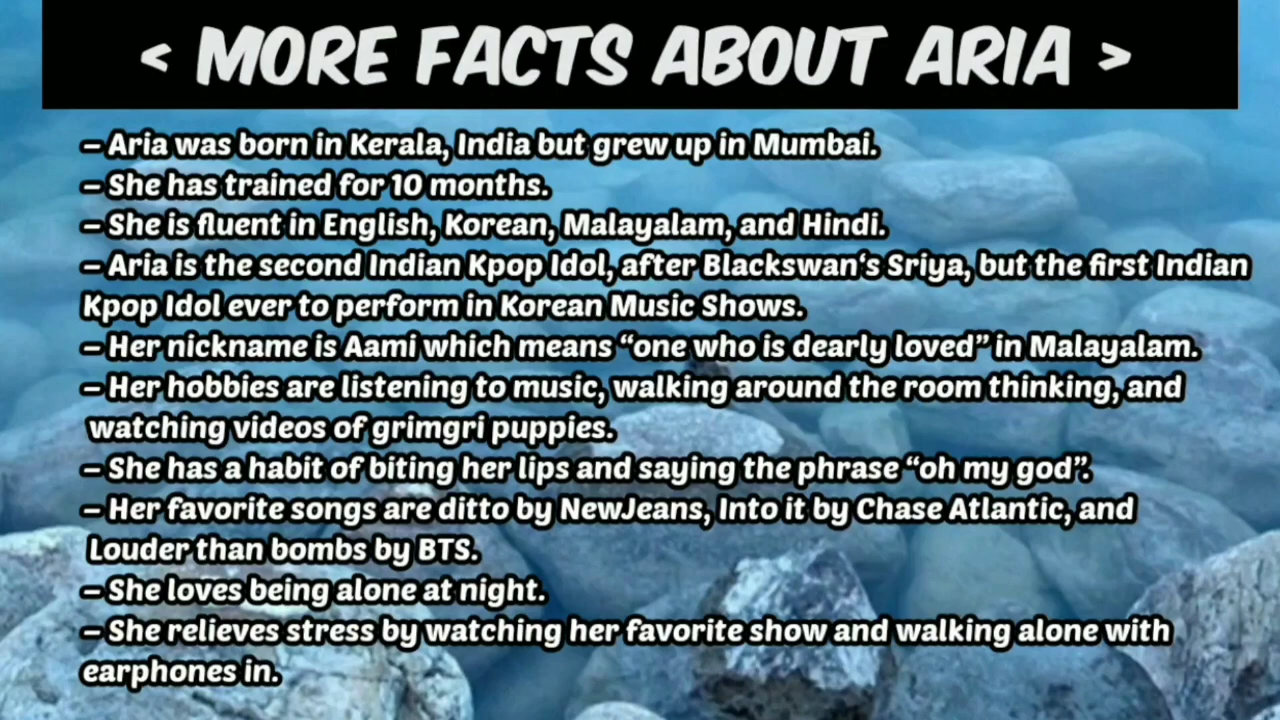 < MORE FACTS ABOUT ARIA >
– Aria was born in Kerala, India but grew up in Mumbai.
– She has trained for 10 months.
– She is fluent in English, Korean, Malayalam, and Hindi.
– Aria is the second Indian Kpop Idol, after Blackswan‘s Sriya, but the first Indian
Kpop Idol ever to perform in Korean Music Shows.
– Her nickname is Aami which means “one who is dearly loved” in Malayalam.
– Her hobbies are listening to music, walking around the room thinking, and
watching videos of grimgri puppies.
– She has a habit of biting her lips and saying the phrase “oh my god”.
– Her favorite songs are ditto by NewJeans, Into it by Chase Atlantic, and
Louder than bombs by BTS.
– She loves being alone at night.
– She relieves stress by watching her favorite show and walking alone with
earphones in.